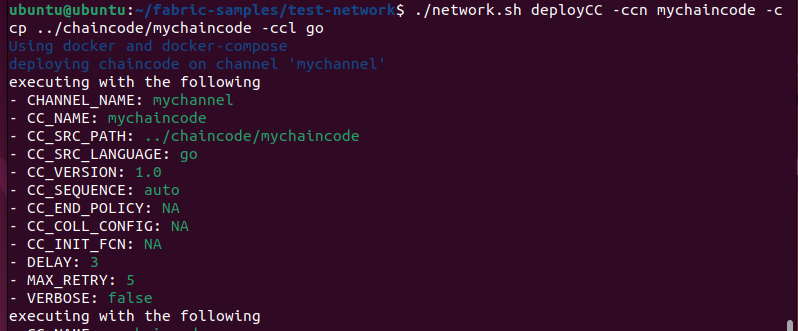 ubuntu@ubuntu:~/fabric-samples/test-network$ ./network.sh deployCC -ccn mychaincode -c
cp ../chaincode/mychaincode -ccl go
Using docker and docker-compose
deploying chaincode on channel 'mychannel'
executing with the following
- CHANNEL_NAME: mychannel
- CC_NAME: mychaincode
- CC_SRC_PATH: ../chaincode/mychaincode
- CC_SRC_LANGUAGE: go
- CC_VERSION: 1.0
- CC_SEQUENCE: auto
- CC_END_POLICY: NA
- CC_COLL_CONFIG: NA
- CC_INIT_FCN: NA
- DELAY: 3
- MAX_RETRY: 5
- VERBOSE: false
executing with the following